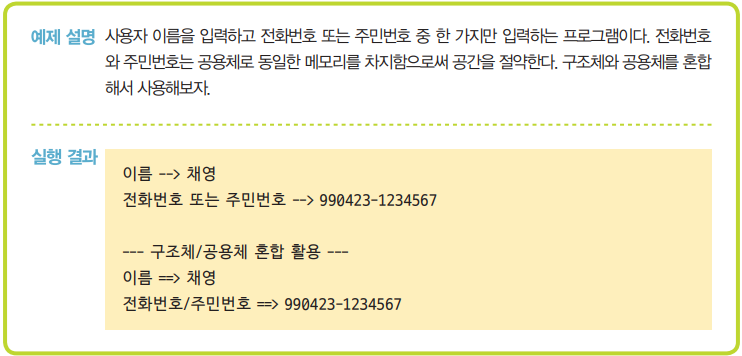 예제 설명 사용자 이름을 입력하고 전화번호 또는 주민번호 중 한 가지만 입력하는 프로그램이다. 전화번호
와 주민번호는 공용체로 동일한 메모리를 차지함으로써 공간을 절약한다. 구조체와 공용체를 혼합
해서 사용해보자.
실행 결과
이름 --> 채영
전화번호 또는 주민번호 --> 990423-1234567
--- 구조체/공용체 혼합 활용 ---
이름 ==> 채영
전화번호/주민번호 ==> 990423-1234567